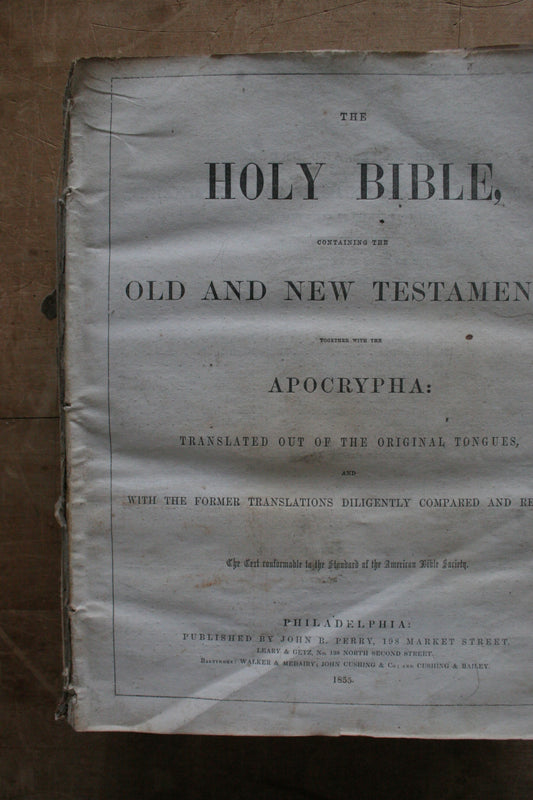 THE
HOLY BIBLE,
CONTAINING THE
OLD AND NEW TESTAMEN
TOGETHER WITH THE
APOCRYPHA:
TRANSLATED OUT OF THE ORIGINAL TONGUES,
AND
WITH THE FORMER TRANSLATIONS DILIGENTLY COMPARED AND RE
The Text conformable to the Standard of the American Bible Society.
PHILADELPHIA:
PUBLISHED BY JOHN B. PERRY, 198 MARKET STREET.
LEARY & GETZ, No. 138 NORTH SECOND STREET.
BALTIMORE: WALKER & MEDAIRY; JOHN CUSHING & Co; AND CUSHING & BAILEY.
1855.